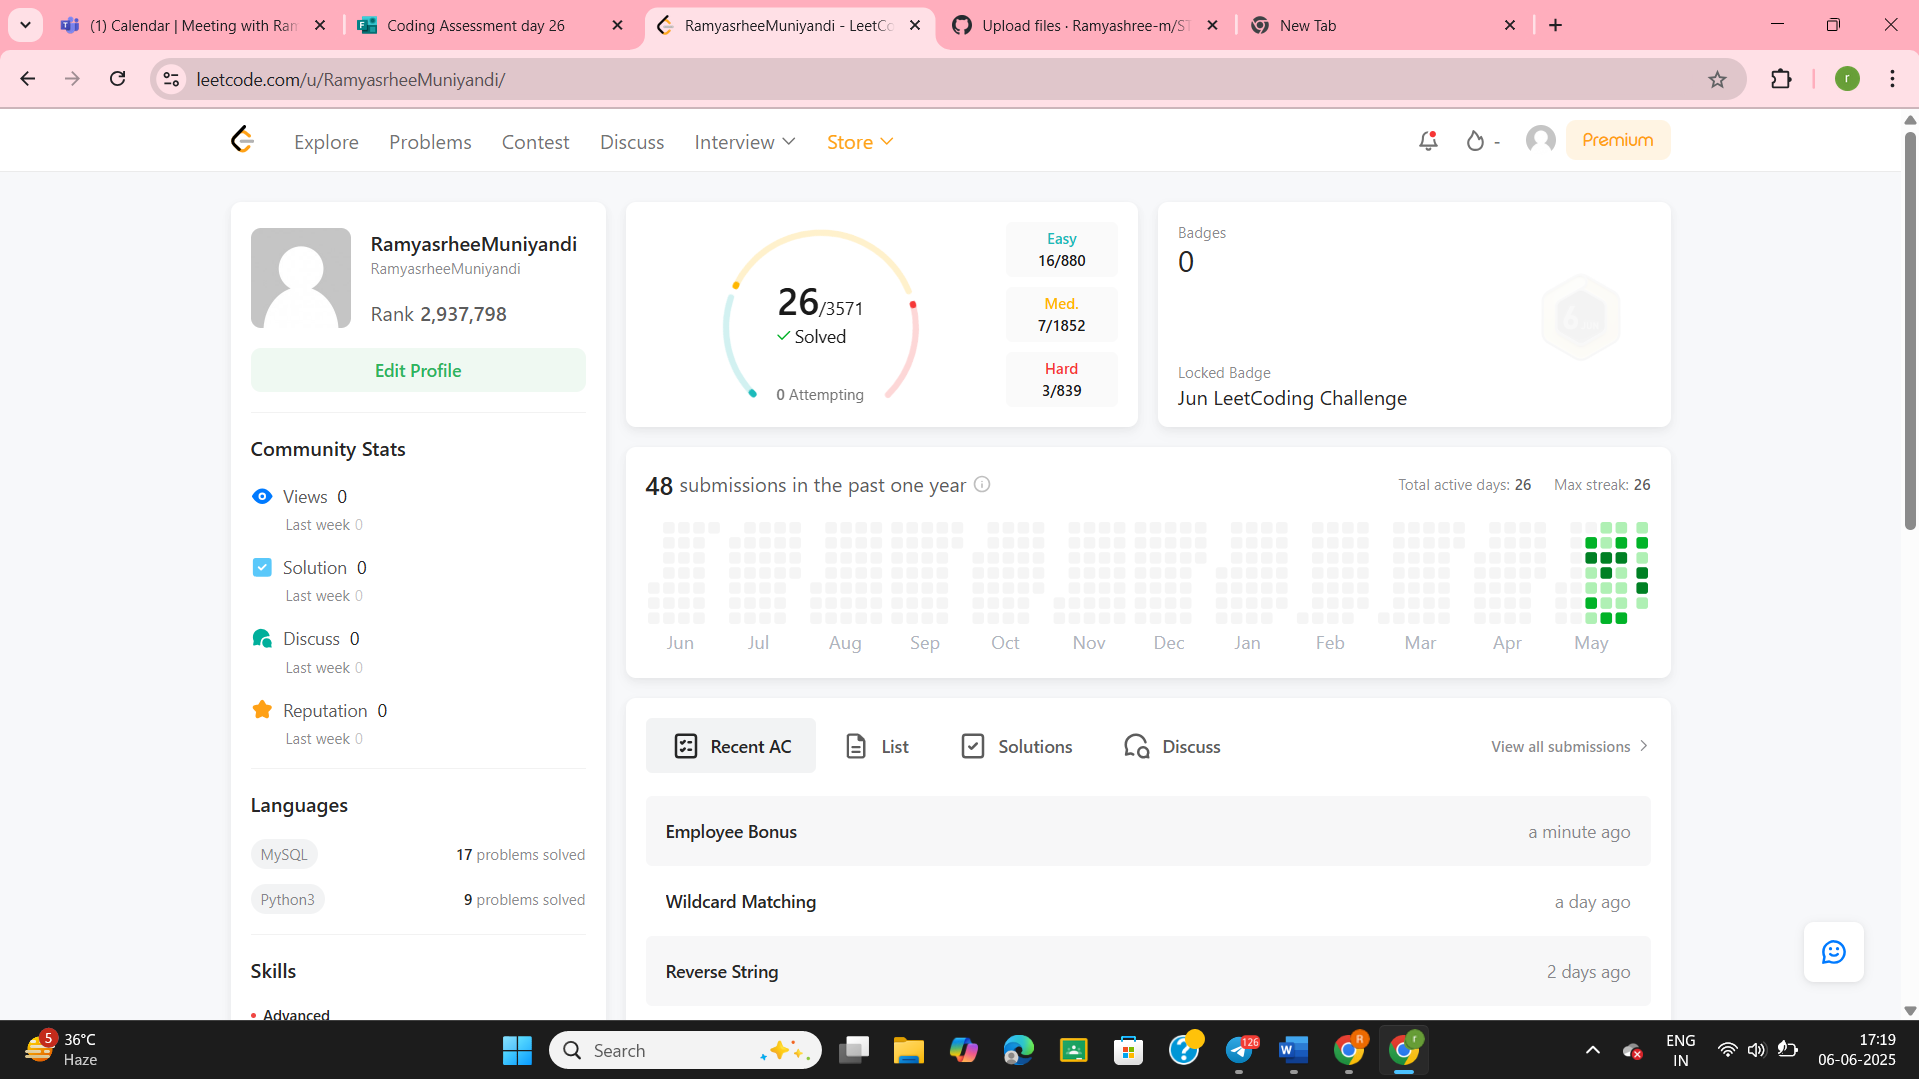 (1) Calendar | Meeting with Ran
Coding Assessment day 26
RamyasrheeMuniyandi - LeetCo
Upload files · Ramyashree-m/ST
New Tab
leetcode.com/u/RamyasrheeMuniyandi/
r
Explore
Problems
Contest
Discuss
Interview
Store
-
Premium
RamyasrheeMuniyandi
RamyasrheeMuniyandi
Rank 2,937,798
Edit Profile
Community Stats
Views 0
Last week 0
Solution 0
Last week 0
Discuss 0
Last week 0
Reputation 0
Last week 0
Languages
MySQL
17 problems solved
Python3
9 problems solved
Skills
Advanced
26/3571
Solved
0 Attempting
Easy
16/880
Med.
7/1852
Hard
3/839
Badges
0
Locked Badge
Jun LeetCoding Challenge
48 submissions in the past one year
Total active days: 26
Max streak: 26
Jun
Jul
Aug
Sep
Oct
Nov
Dec
Jan
Feb
Mar
Apr
May
Recent AC
List
Solutions
Discuss
View all submissions
Employee Bonus
a minute ago
Wildcard Matching
a day ago
Reverse String
2 days ago
5
36°C
Haze
Search
126
W
R
r
ENG
IN
17:19
06-06-2025